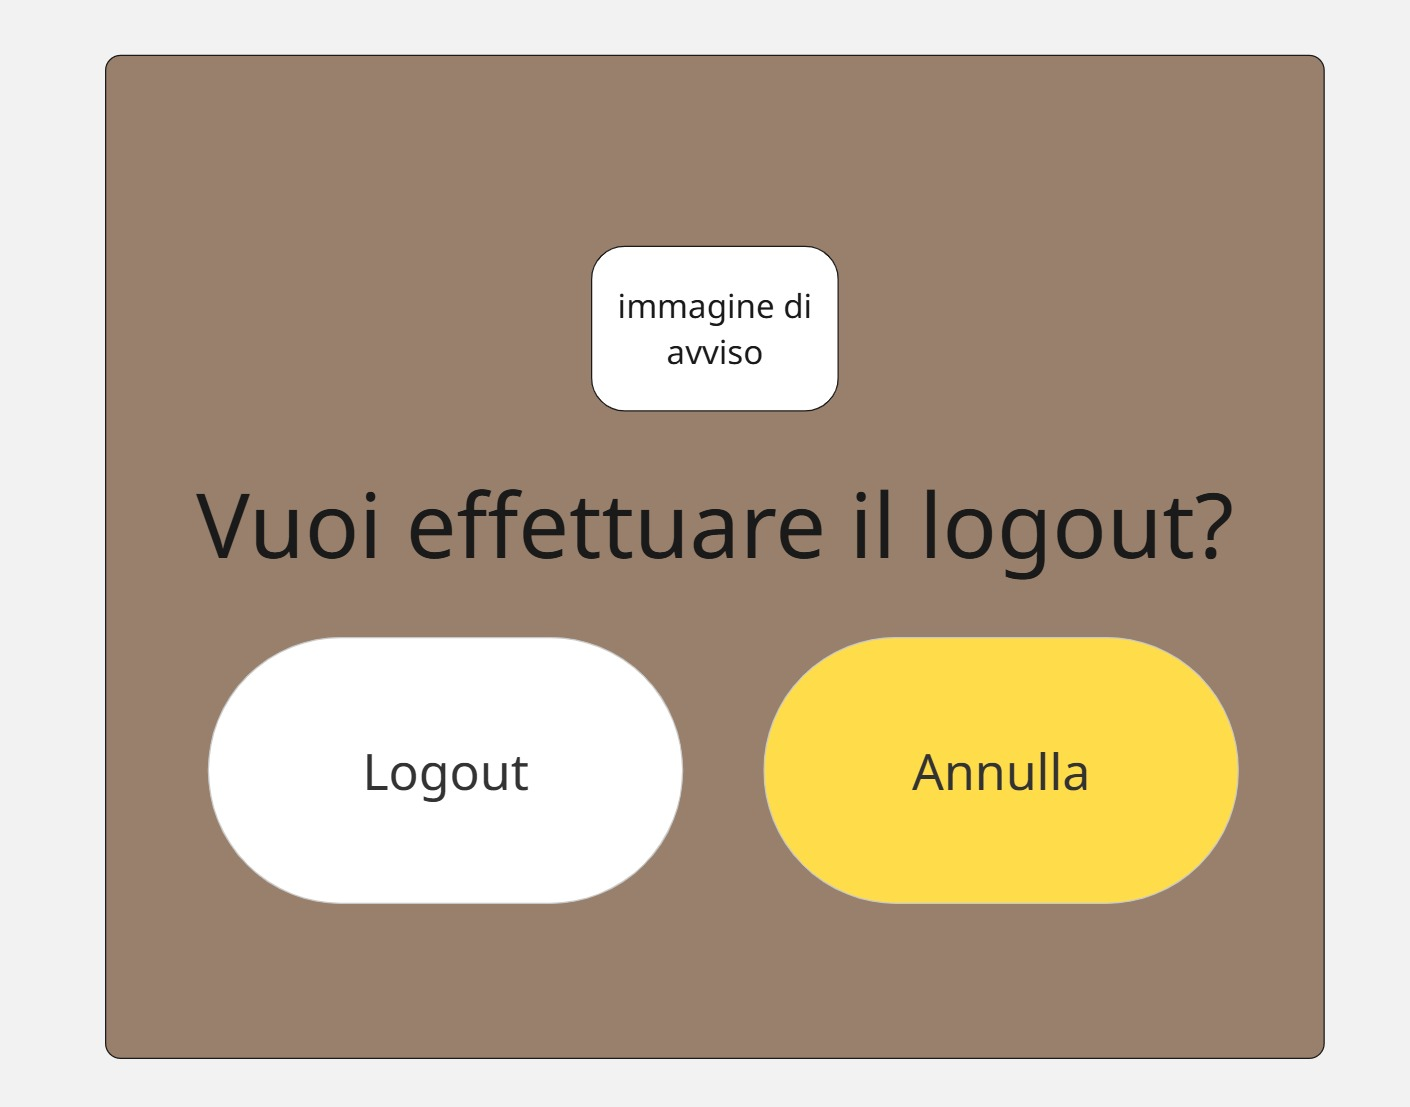 immagine di
avviso
Vuoi effettuare il logout?
Logout
Annulla